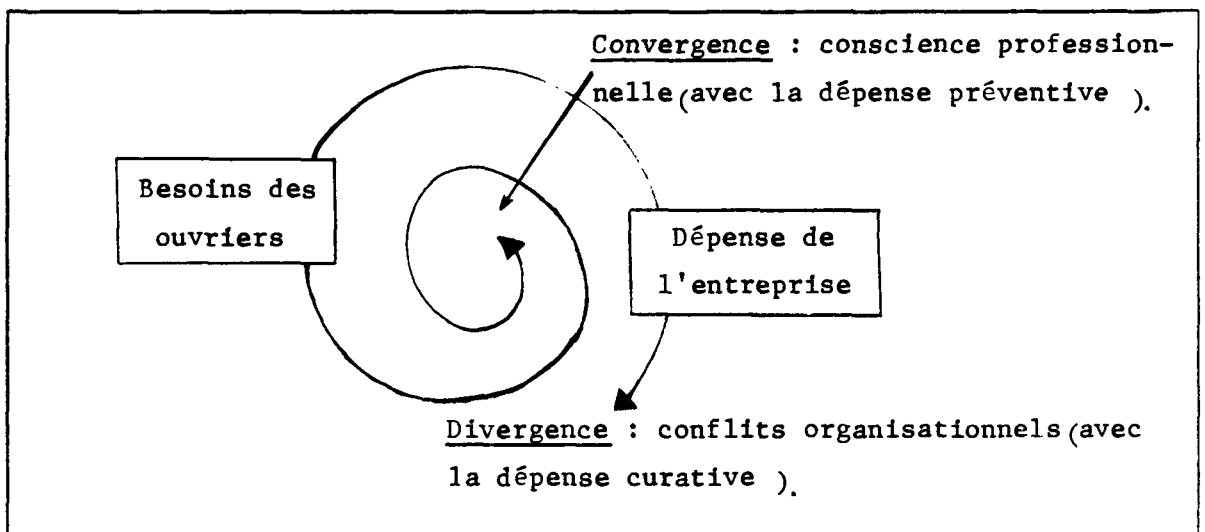 Convergence : conscience profession-
nelle (avec la dépense préventive ).
Besoins des
ouvriers
Dépense de
l'entreprise
Divergence : conflits organisationnels (avec
la dépense curative ).